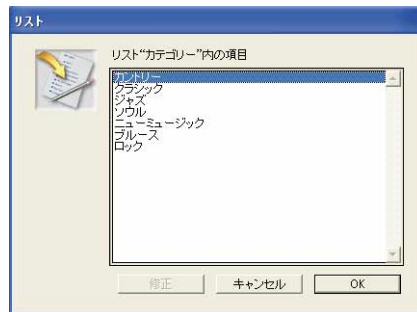 リスト
リスト“カテゴリー”内の項目
カントリー
クラシック
ジャズ
ソウル
ニューミュージック
ブルース
ロック
修正
キャンセル
OK